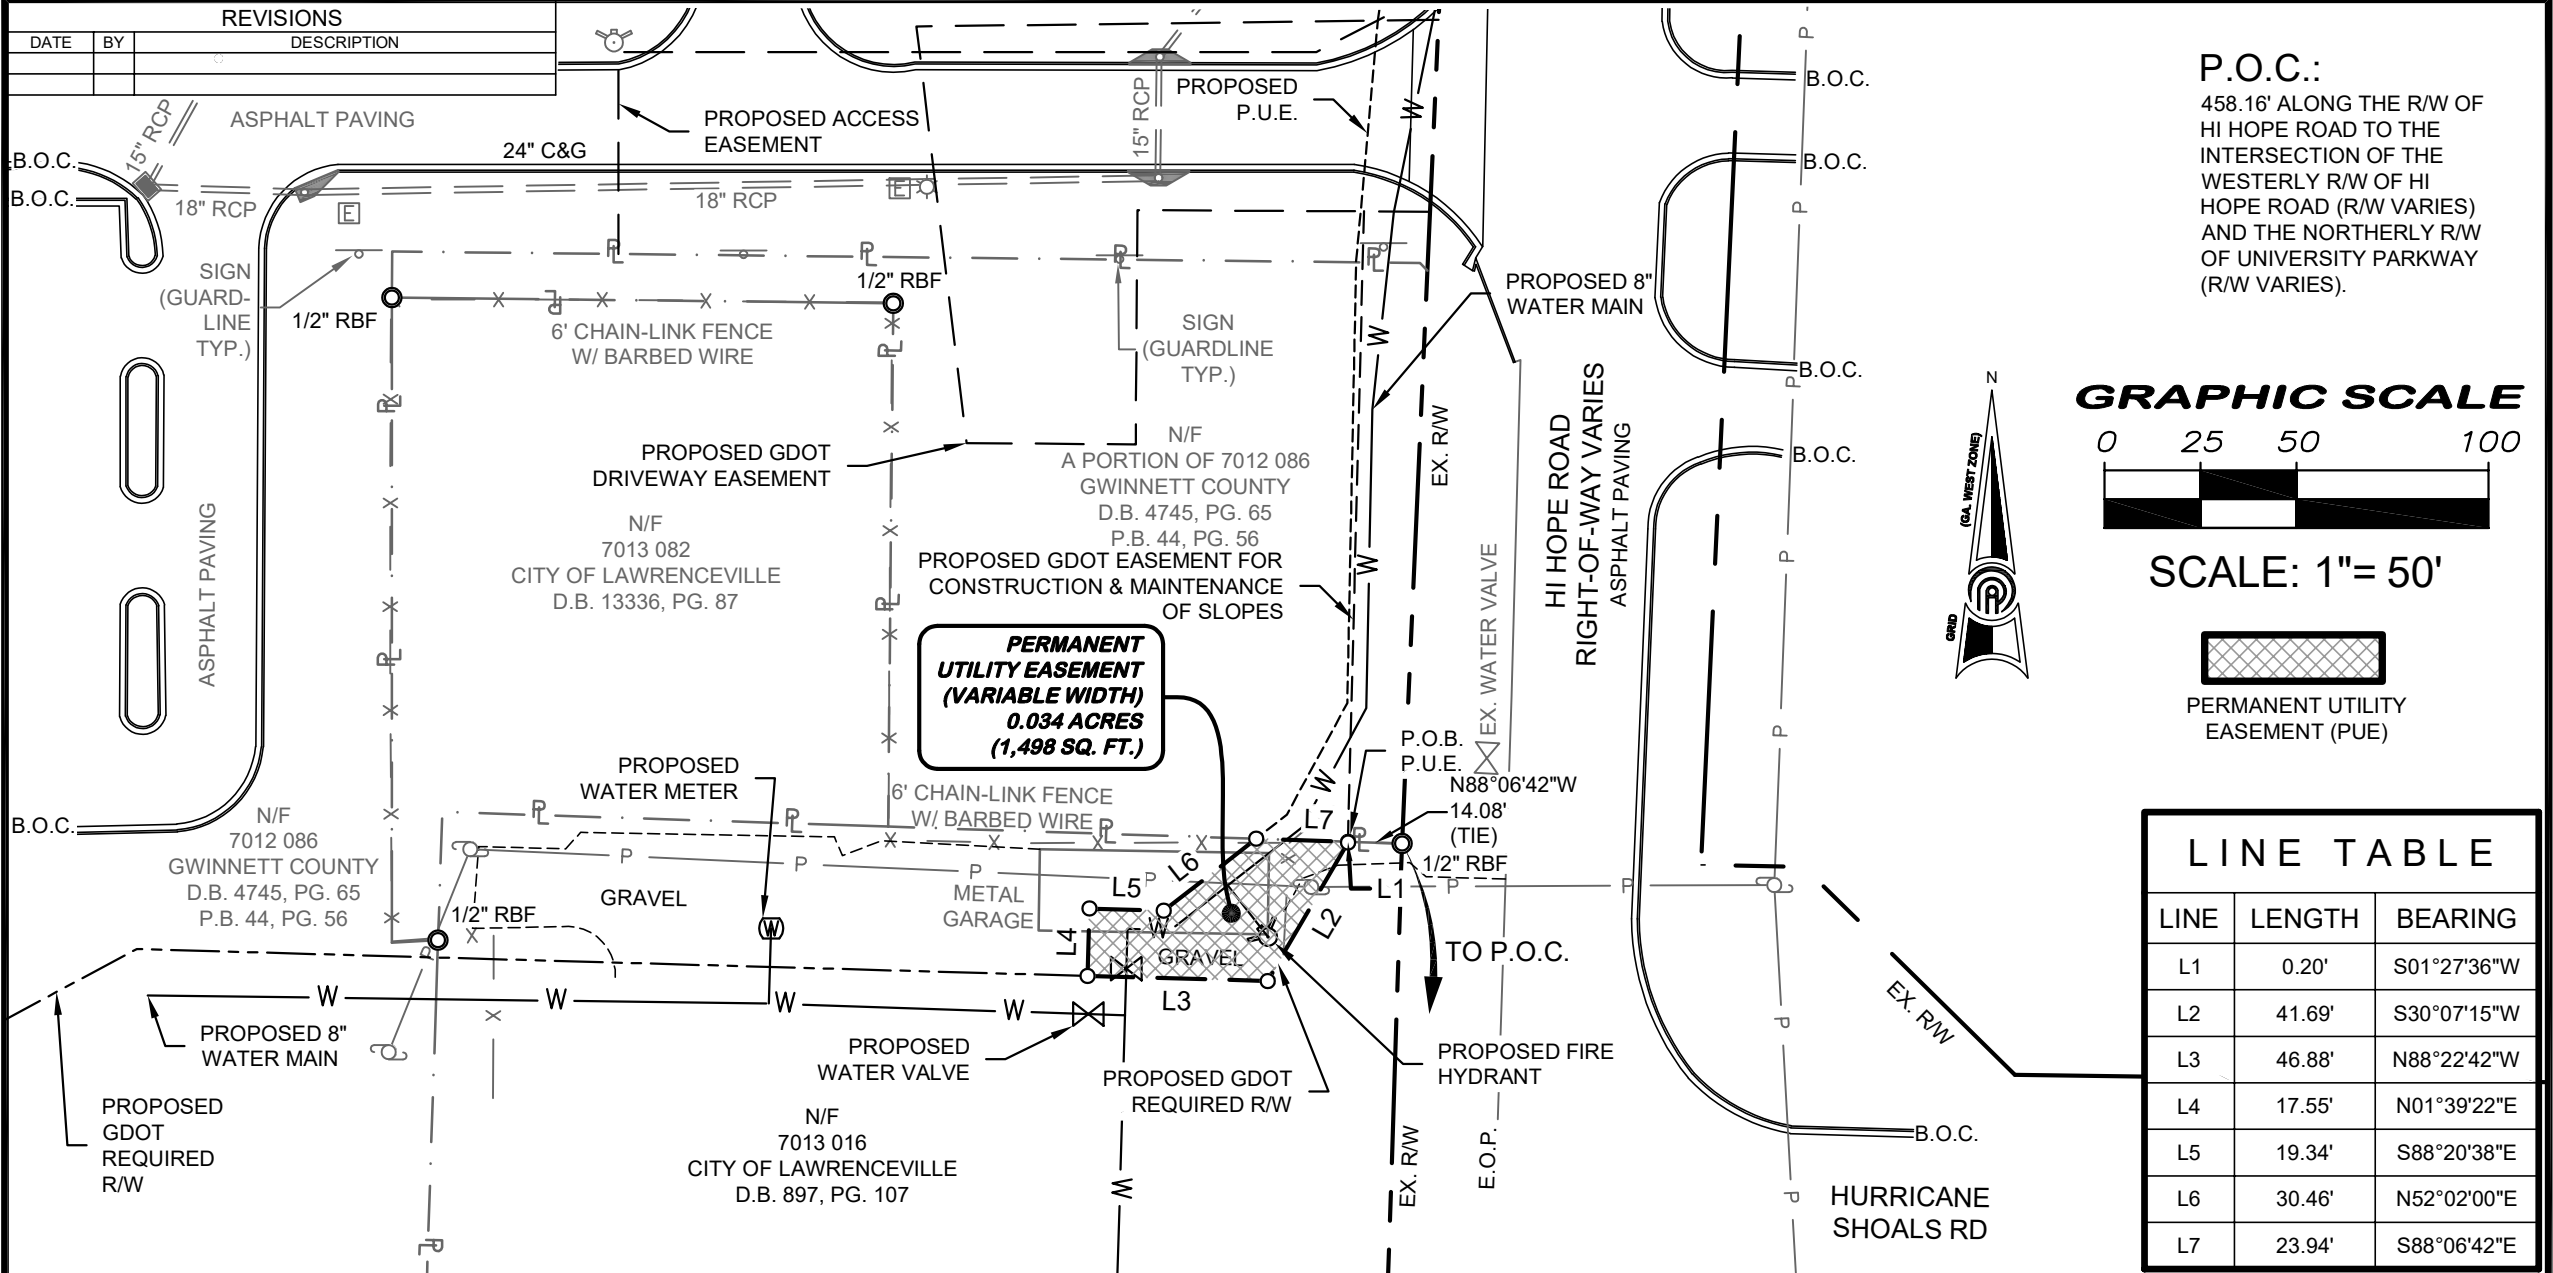 REVISIONS
DATE BY DESCRIPTION
ASPHALT PAVING
15" RCP
B.O.C.
B.O.C.
18" RCP
24" C&G
PROPOSED ACCESS
EASEMENT
18" RCP
E
E
15" RCP
PROPOSED
P.U.E.
W
B.O.C.
B.O.C.
B.O.C.
B.O.C.
P
P
P
P
P
P
P
P.O.C.:
458.16' ALONG THE R/W OF
HI HOPE ROAD TO THE
INTERSECTION OF THE
WESTERLY R/W OF HI
HOPE ROAD (R/W VARIES)
AND THE NORTHERLY R/W
OF UNIVERSITY PARKWAY
(R/W VARIES).
SIGN
(GUARD-
LINE
TYP.)
1/2" RBF
1/2" RBF
6' CHAIN-LINK FENCE
W/ BARBED WIRE
SIGN
(GUARDLINE
TYP.)
PROPOSED 8"
WATER MAIN
W
W
PROPOSED GDOT
DRIVEWAY EASEMENT
N/F
A PORTION OF 7012 086
GWINNETT COUNTY
D.B. 4745, PG. 65
P.B. 44, PG. 56
N/F
7013 082
CITY OF LAWRENCEVILLE
D.B. 13336, PG. 87
PROPOSED GDOT EASEMENT FOR
CONSTRUCTION & MAINTENANCE
OF SLOPES
ASPHALT PAVING
EX. R/W
EX. WATER VALVE
HI HOPE ROAD
RIGHT-OF-WAY VARIES
ASPHALT PAVING
N
(GA. WEST ZONE)
GRID
GRAPHIC SCALE
0 25 50 100
SCALE: 1"= 50'
PERMANENT UTILITY
EASEMENT (PUE)
PERMANENT
UTILITY EASEMENT
(VARIABLE WIDTH)
0.034 ACRES
(1,498 SQ. FT.)
P.O.B.
P.U.E.
N88°06'42"W
14.08'
(TIE)
1/2" RBF
PROPOSED
WATER METER
6' CHAIN-LINK FENCE
W/ BARBED WIRE
B.O.C.
N/F
7012 086
GWINNETT COUNTY
D.B. 4745, PG. 65
P.B. 44, PG. 56
1/2" RBF
GRAVEL
METAL
GARAGE
P
P
P
P
P
P
W
W
L7
L6
L5
L4
L3
L2
L1
W
GRAVEL
TO P.O.C.
W
W
W
W
PROPOSED 8"
WATER MAIN
PROPOSED
WATER VALVE
PROPOSED GDOT
REQUIRED R/W
PROPOSED FIRE
HYDRANT
PROPOSED
GDOT
REQUIRED
R/W
N/F
7013 016
CITY OF LAWRENCEVILLE
D.B. 897, PG. 107
W
EX. R/W
E.O.P.
EX. R/W
B.O.C.
P
P
HURRICANE
SHOALS RD
LINE TABLE
LINE LENGTH BEARING
L1 0.20' S01°27'36"W
L2 41.69' S30°07'15"W
L3 46.88' N88°22'42"W
L4 17.55' N01°39'22"E
L5 19.34' S88°20'38"E
L6 30.46' N52°02'00"E
L7 23.94' S88°06'42"E